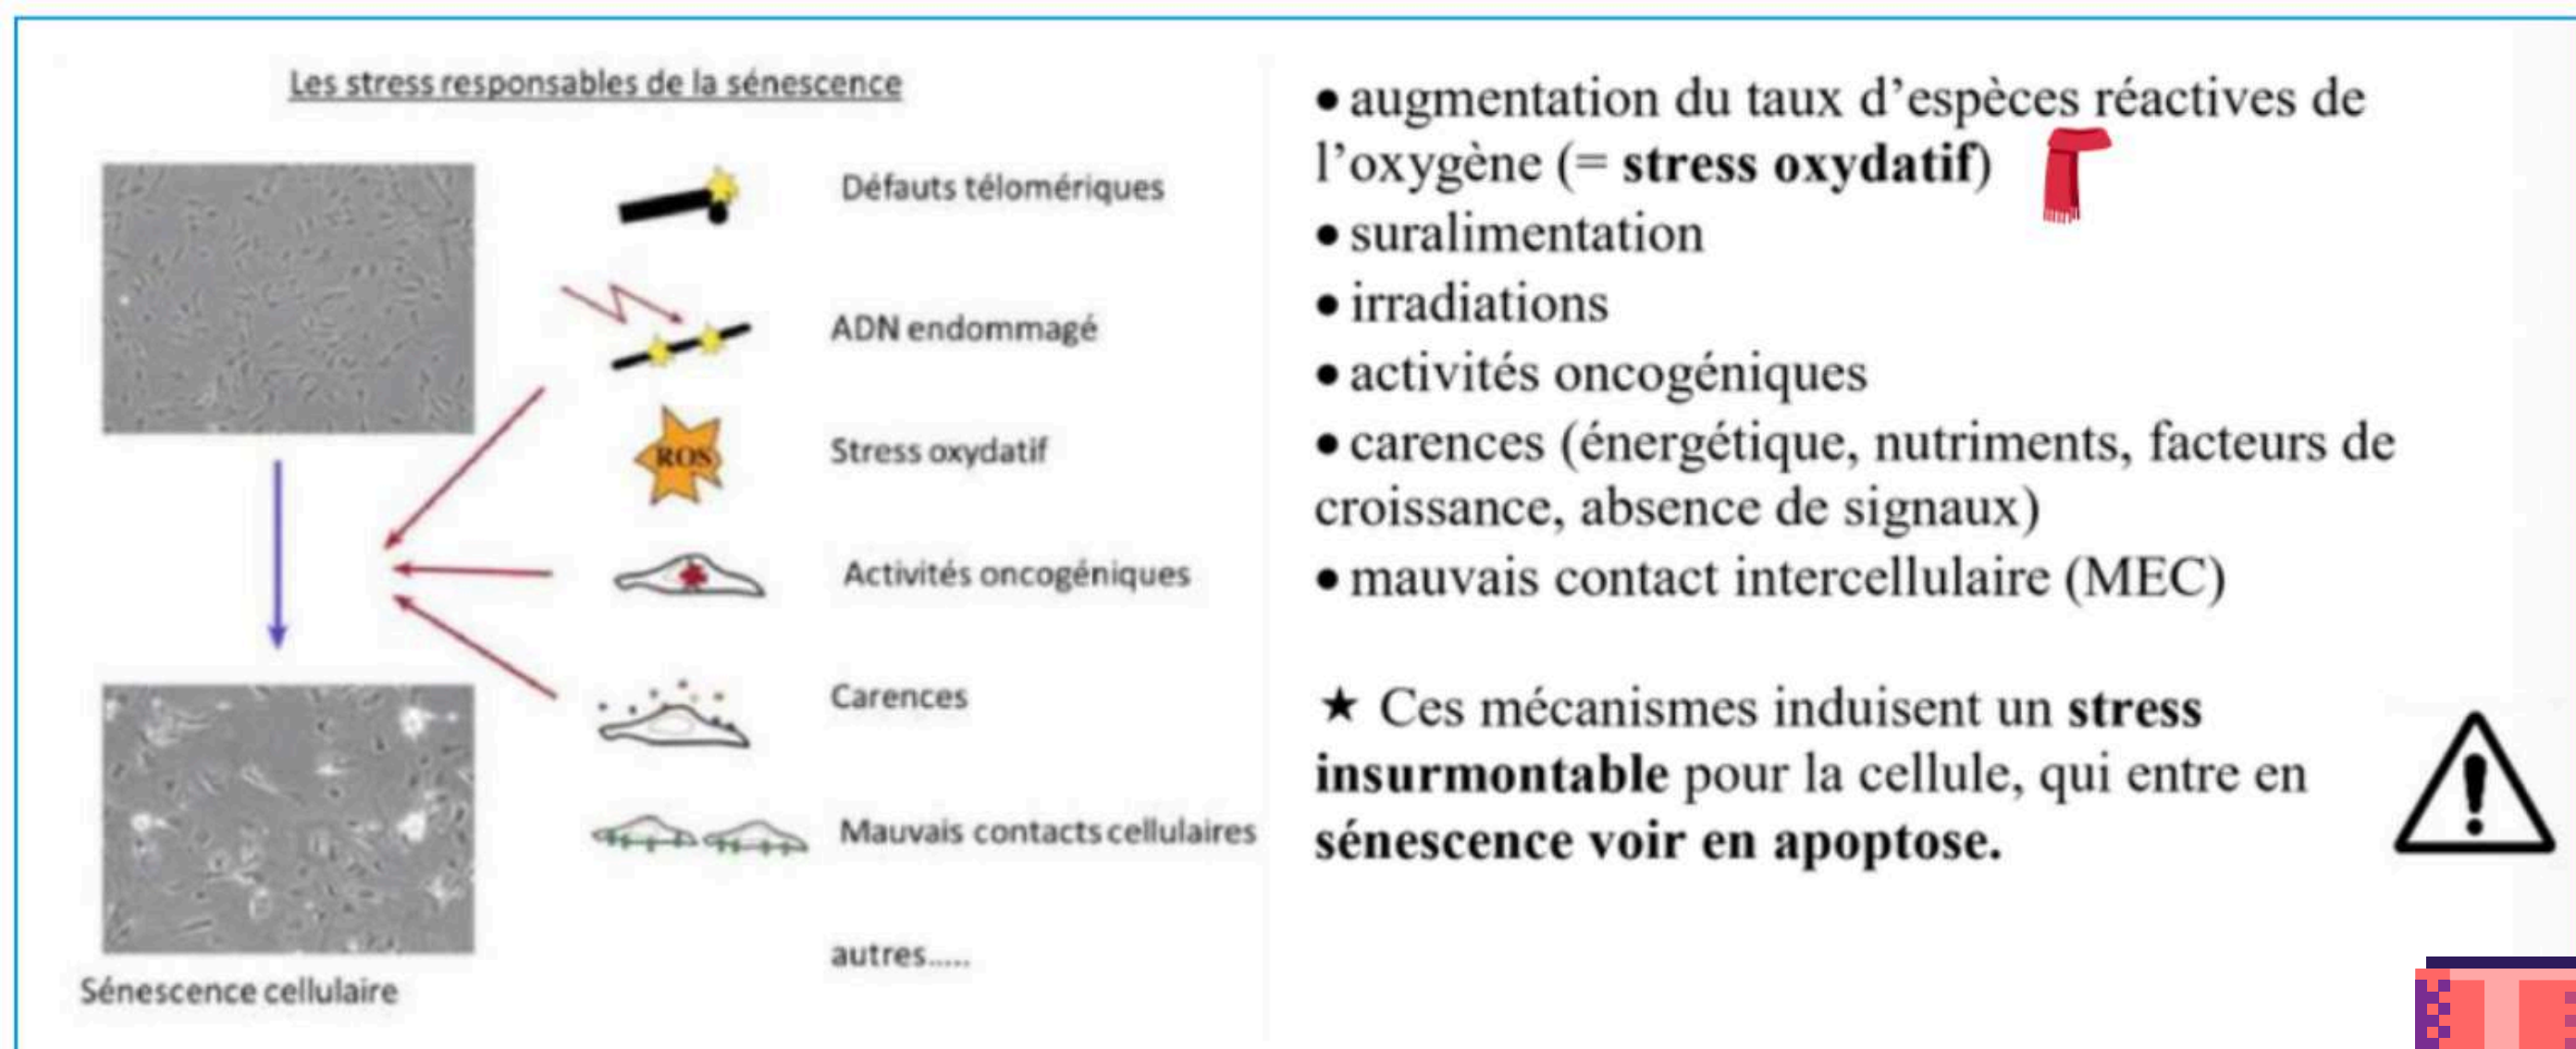 Les stress responsables de la sénescence
Défauts télomériques
ADN endommagé
ROS
Stress oxydatif
Activités oncogéniques
Carences
Mauvais contacts cellulaires
autres.....
Sénescence cellulaire
• augmentation du taux d'espèces réactives de
l'oxygène (= stress oxydatif)
• suralimentation
• irradiations
• activités oncogéniques
• carences (énergétique, nutriments, facteurs de
croissance, absence de signaux)
• mauvais contact intercellulaire (MEC)
★ Ces mécanismes induisent un stress
insurmontable pour la cellule, qui entre en
sénescence voir en apoptose.